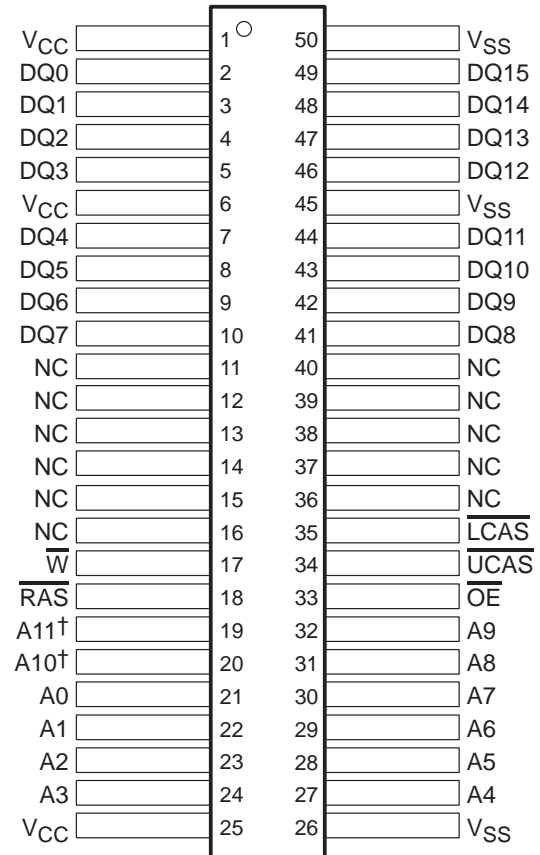 VCC 1 50 VSS
DQ0 2 49 DQ15
DQ1 3 48 DQ14
DQ2 4 47 DQ13
DQ3 5 46 DQ12
VCC 6 45 VSS
DQ4 7 44 DQ11
DQ5 8 43 DQ10
DQ6 9 42 DQ9
DQ7 10 41 DQ8
NC 11 40 NC
NC 12 39 NC
NC 13 38 NC
NC 14 37 NC
NC 15 36 NC
NC 16 35 L̅C̅A̅S̅
W̅ 17 34 U̅C̅A̅S̅
R̅A̅S̅ 18 33 O̅E̅
A11† 19 32 A9
A10† 20 31 A8
A0 21 30 A7
A1 22 29 A6
A2 23 28 A5
A3 24 27 A4
VCC 25 26 VSS